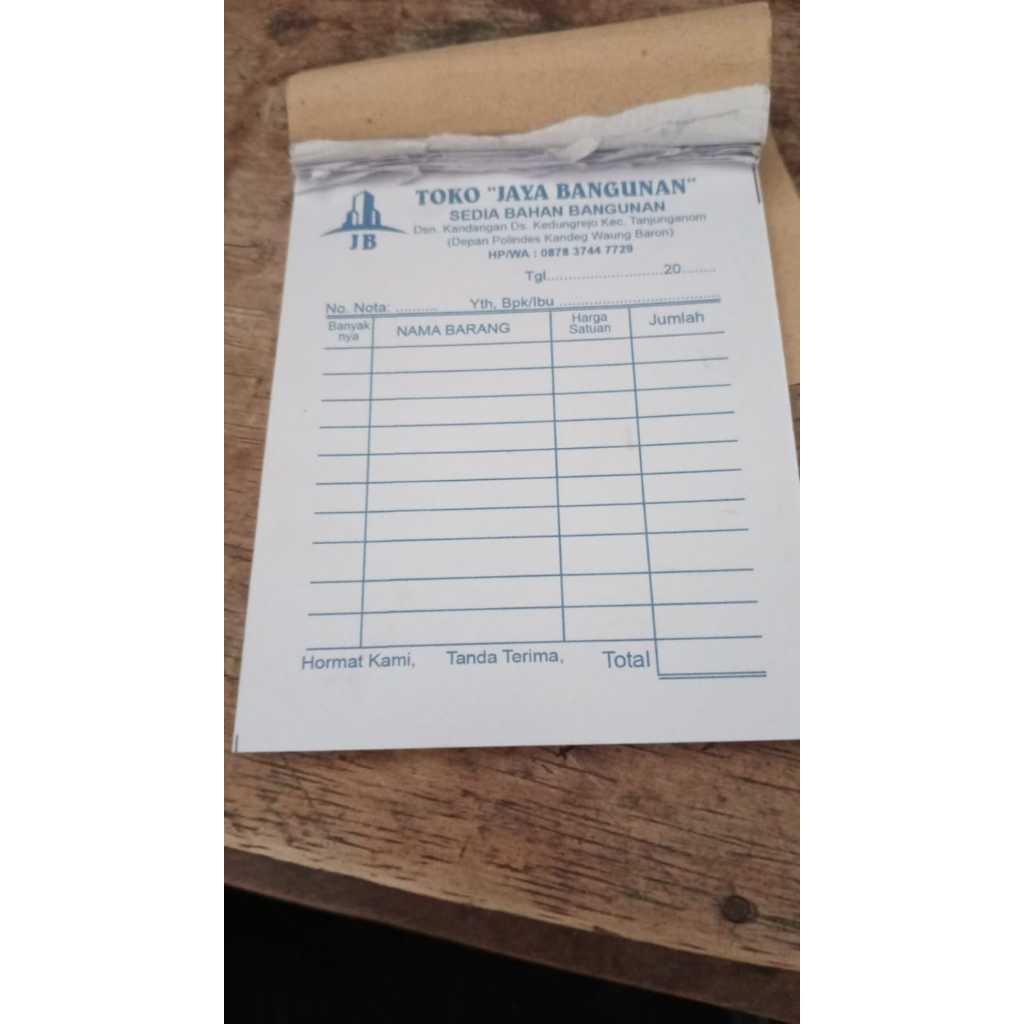 TOKO "JAYA BANGUNAN"
SEDIA BAHAN BANGUNAN
Dsn. Kandangan Ds. Kedungrejo Kec. Tanjunganom
(Depan Polindes Kandeg Waung Baron)
HP/WA : 0878 3744 7729
JB
Tgl...........................20........
No. Nota: .......... Yth, Bpk/Ibu ......................................
Banyak nya NAMA BARANG Harga Satuan Jumlah
Hormat Kami, Tanda Terima, Total